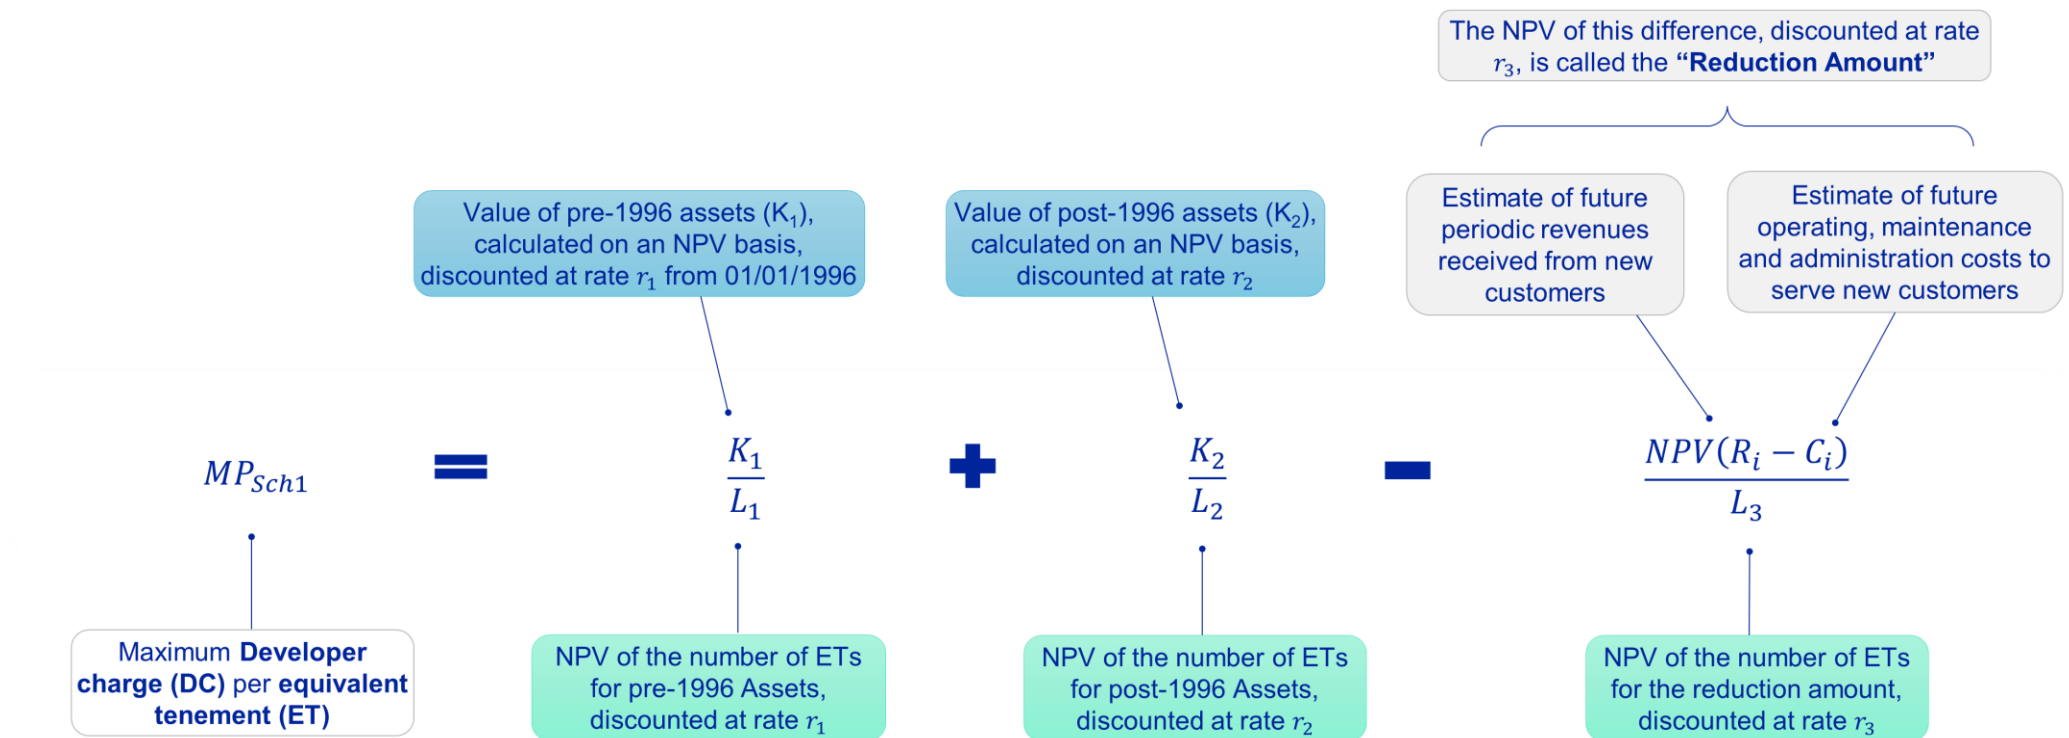 The NPV of this difference, discounted at rate
r₃, is called the “Reduction Amount”
Value of pre-1996 assets (K₁),
calculated on an NPV basis,
discounted at rate r₁ from 01/01/1996
Value of post-1996 assets (K₂),
calculated on an NPV basis,
discounted at rate r₂
Estimate of future
periodic revenues
received from new
customers
Estimate of future
operating, maintenance
and administration costs to
serve new customers
MP_Sch1
=
K₁
L₁
+
K₂
L₂
−
NPV(Rᵢ − Cᵢ)
L₃
Maximum Developer
charge (DC) per equivalent
tenement (ET)
NPV of the number of ETs
for pre-1996 Assets,
discounted at rate r₁
NPV of the number of ETs
for post-1996 Assets,
discounted at rate r₂
NPV of the number of ETs
for the reduction amount,
discounted at rate r₃